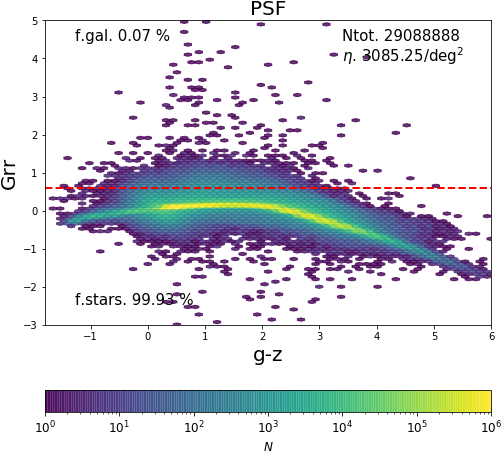 PSF
f.gal. 0.07 %
Ntot. 29088888
η. 3085.25/deg²
f.stars. 99.93 %
Grr
5
4
3
2
1
0
−1
−2
−3
−1 0 1 2 3 4 5 6
g-z
10⁰ 10¹ 10² 10³ 10⁴ 10⁵ 10⁶
N